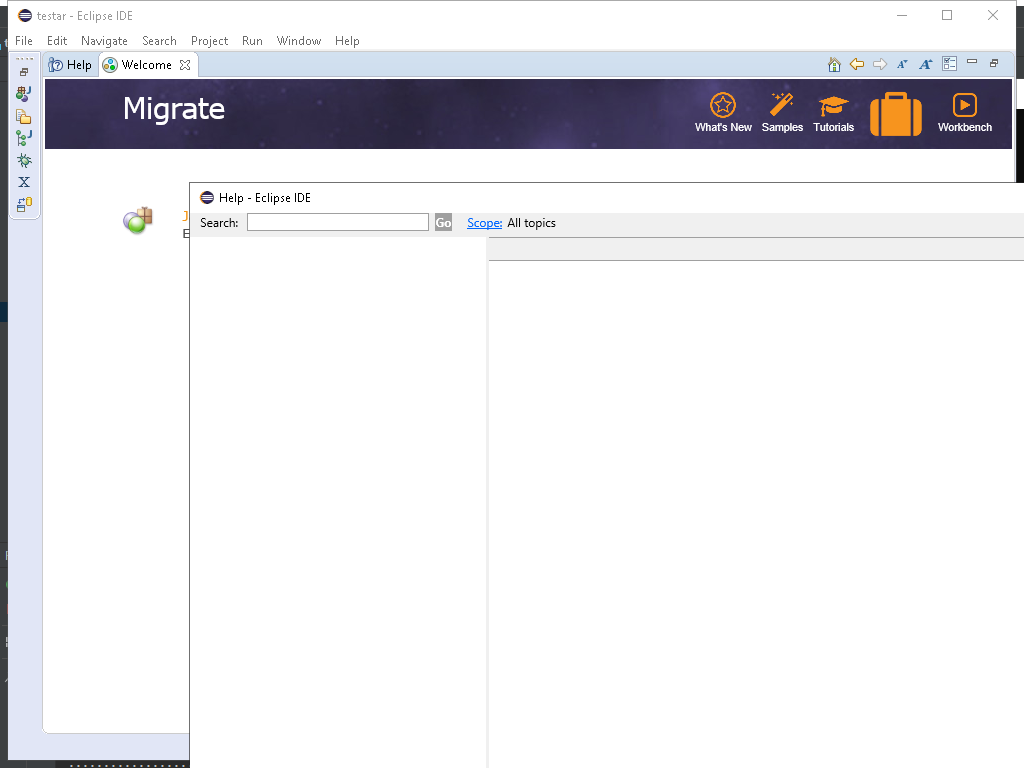 testar - Eclipse IDE
File Edit Navigate Search Project Run Window Help
Help Welcome
Migrate
What's New Samples Tutorials Workbench
Help - Eclipse IDE
Search: Go Scope: All topics